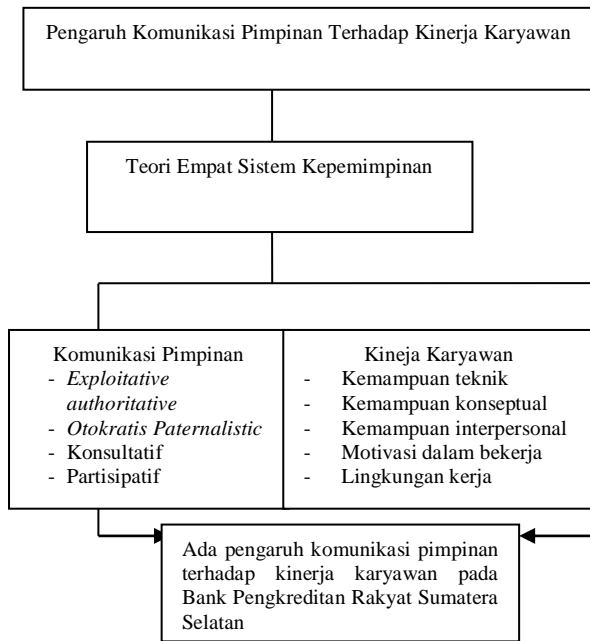 Pengaruh Komunikasi Pimpinan Terhadap Kinerja Karyawan
Teori Empat Sistem Kepemimpinan
Komunikasi Pimpinan
- Exploitative
authoritative
- Otokratis Paternalistic
- Konsultatif
- Partisipatif
Kineja Karyawan
- Kemampuan teknik
- Kemampuan konseptual
- Kemampuan interpersonal
- Motivasi dalam bekerja
- Lingkungan kerja
Ada pengaruh komunikasi pimpinan
terhadap kinerja karyawan pada
Bank Pengkreditan Rakyat Sumatera
Selatan